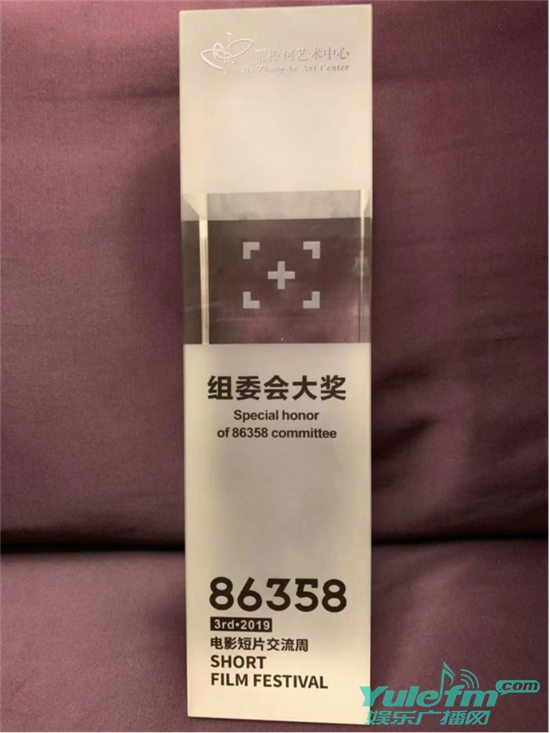 贾樟柯艺术中心
Jia Zhang-ke Art Center
组委会大奖
Special honor
of 86358 committee
86358
3rd•2019
电影短片交流周
SHORT
FILM FESTIVAL
Yulefm.com
娱乐广播网